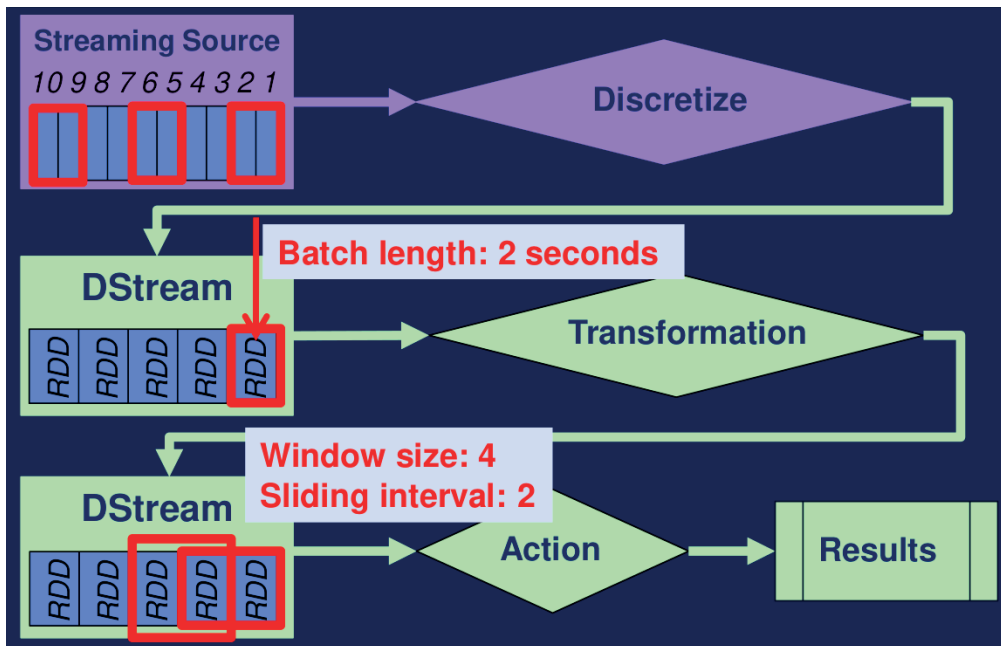 Streaming Source
10 9 8 7 6 5 4 3 2 1
Discretize
Batch length: 2 seconds
DStream
RDD RDD RDD RDD RDD
Transformation
Window size: 4
Sliding interval: 2
DStream
RDD RDD RDD RDD RDD
Action
Results